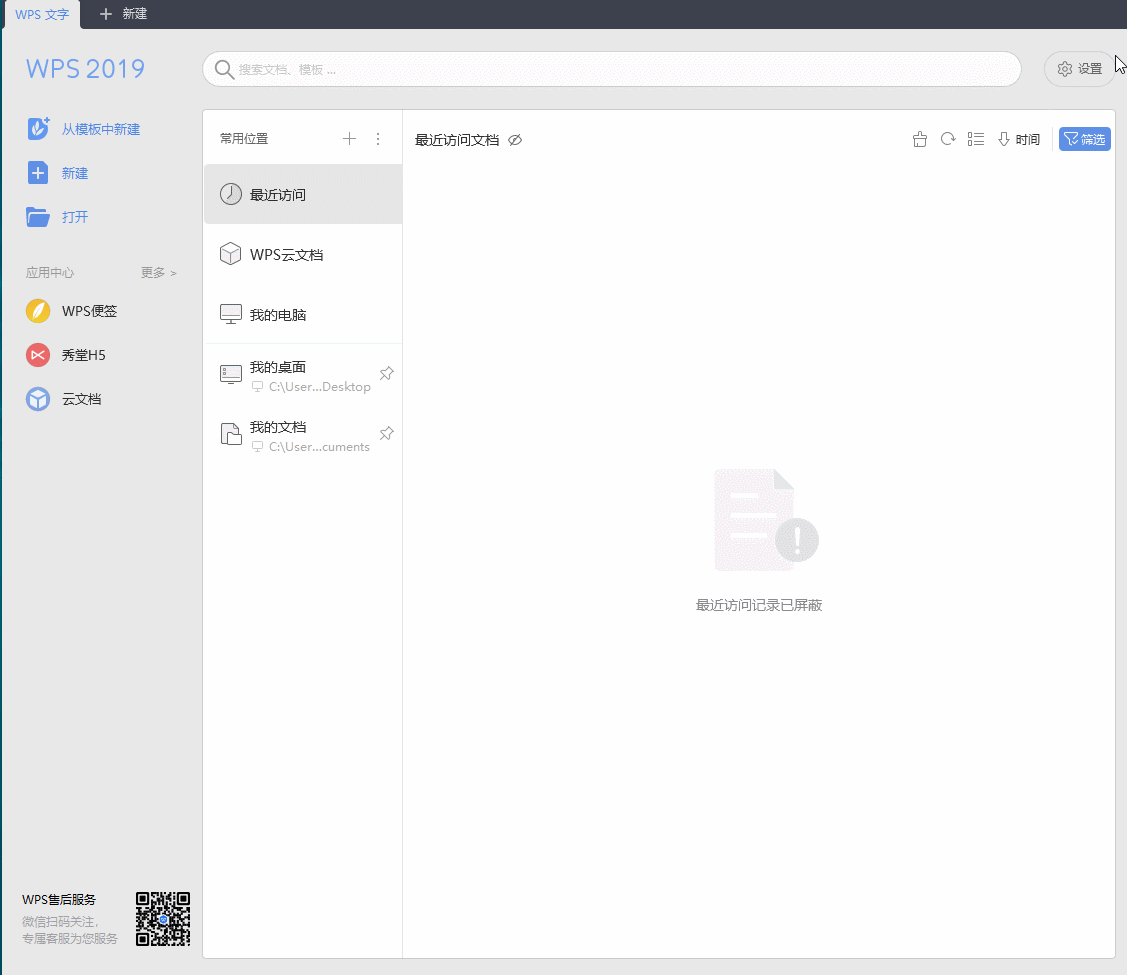 WPS 文字
新建
WPS 2019
搜索文档、模板 ...
设置
从模板中新建
新建
打开
应用中心
更多 >
WPS便签
秀堂H5
云文档
常用位置
最近访问
WPS云文档
我的电脑
我的桌面
C:\User...Desktop
我的文档
C:\User...cuments
最近访问文档
时间
筛选
最近访问记录已屏蔽
WPS售后服务
微信扫码关注,
专属客服为您服务